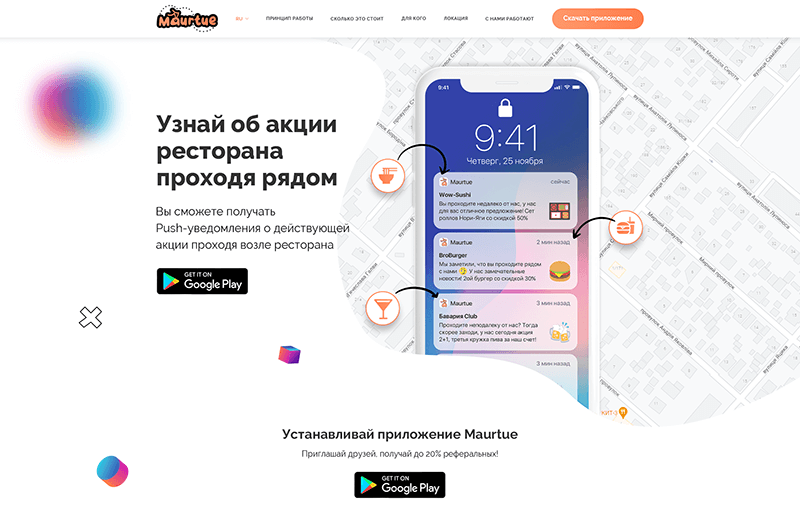 Maurtue
RU
ПРИНЦИП РАБОТЫ
СКОЛЬКО ЭТО СТОИТ
ДЛЯ КОГО
ЛОКАЦИЯ
С НАМИ РАБОТАЮТ
Скачать приложение
Узнай об акции
ресторана
проходя рядом
Вы сможете получать
Push-уведомления о действующей
акции проходя возле ресторана
GET IT ON
Google Play
9:41
9:41
Четверг, 25 ноября
Maurtue
сейчас
Wow-Sushi
Вы проходите недалеко от нас, у нас
для вас отличное предложение! Сет
роллов Нори-Яги со скидкой 50%
Maurtue
2 мин назад
BroBurger
Мы заметили, что вы проходите рядом
с нами 😉 У нас замечательные
новости! 2ой бургер со скидкой 30%
Maurtue
3 мин назад
Бавария Club
Проходите неподалеку от нас? Тогда
скорее заходи, у нас сегодня акция
2+1, третья кружка пива за наш счет!
3 мин назад
КИТ-3
Устанавливай приложение Maurtue
Приглашай друзей, получай до 20% реферальных!
GET IT ON
Google Play